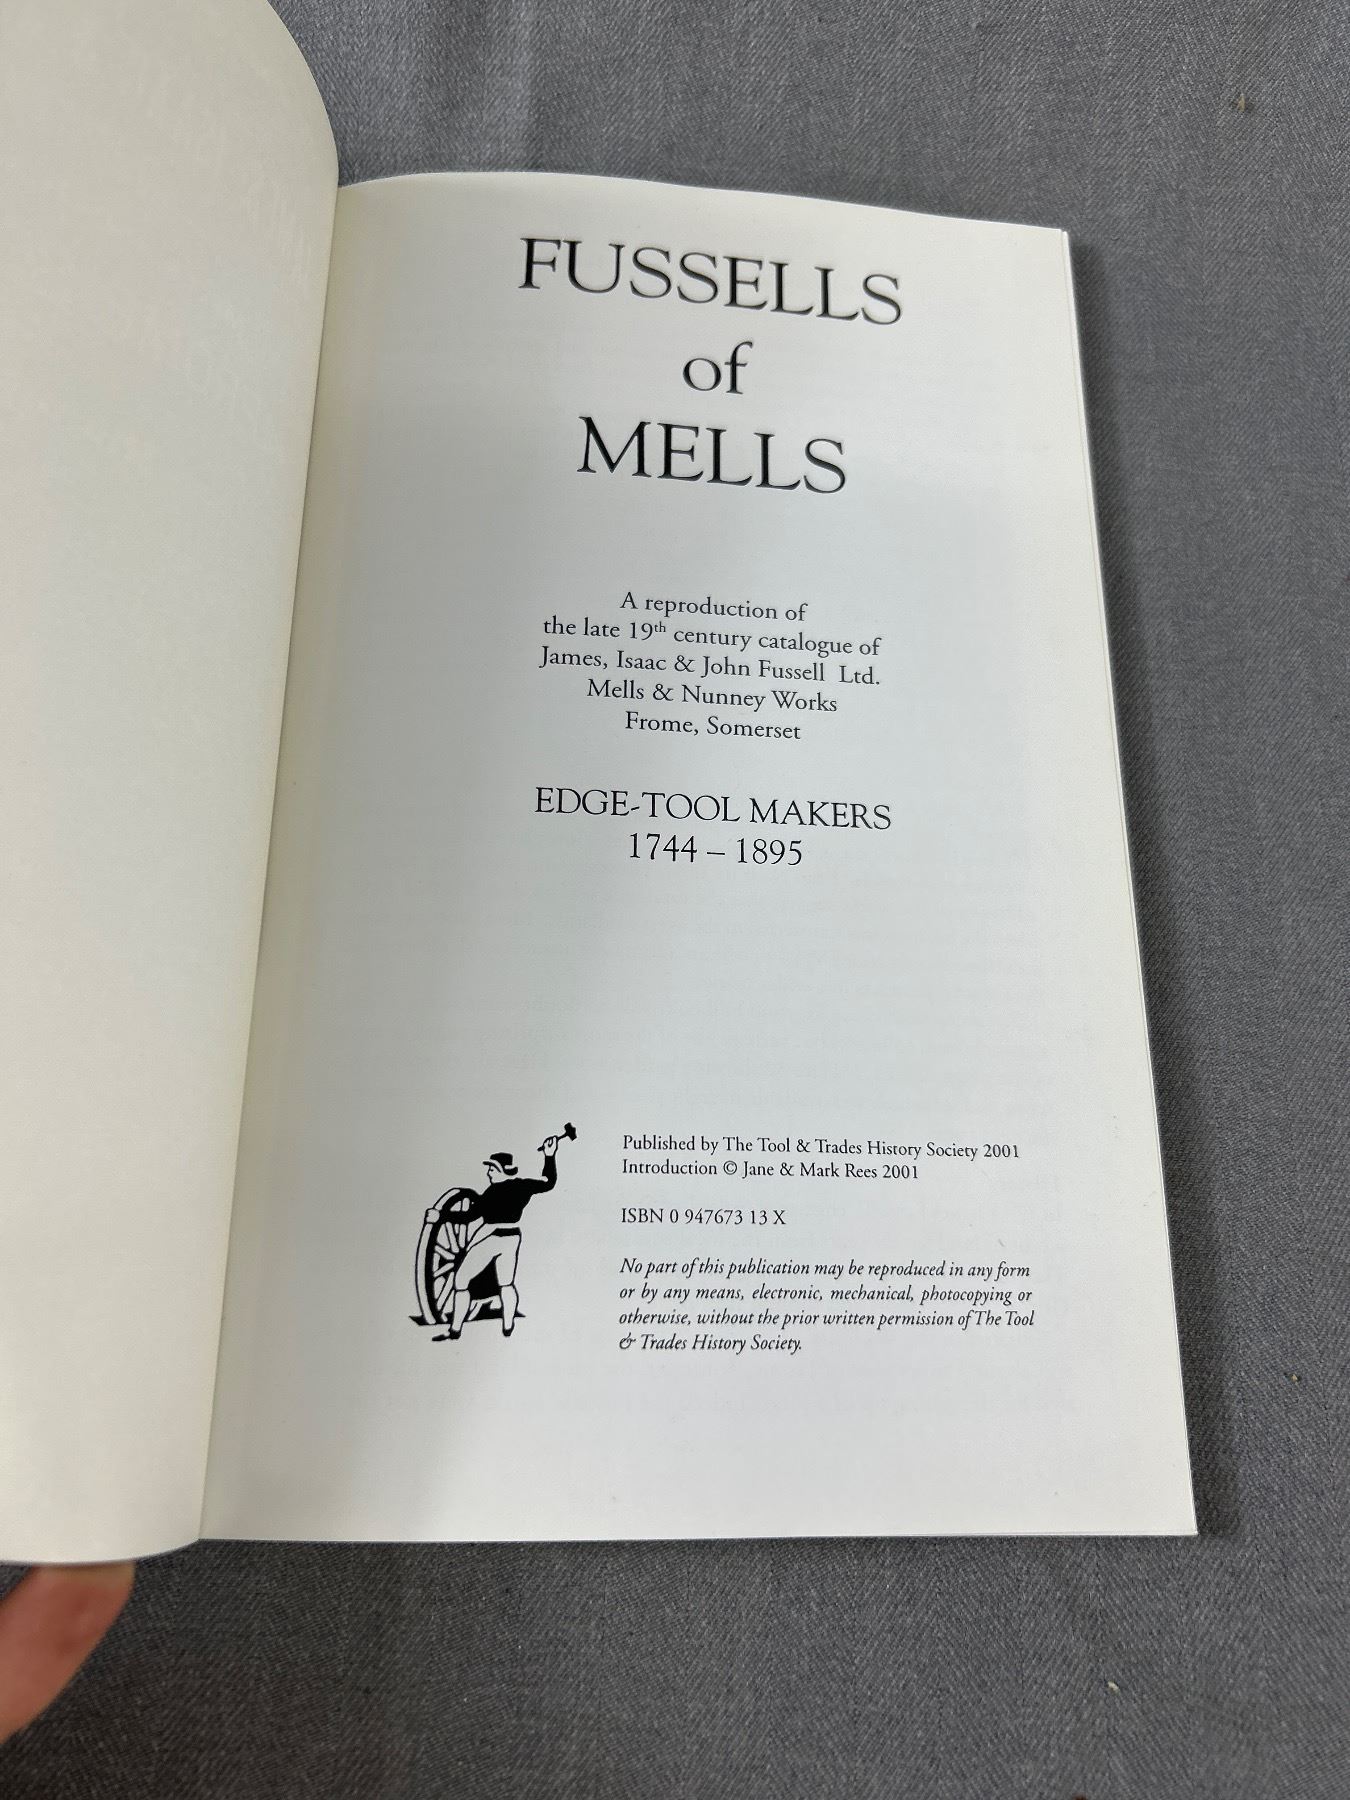 FUSSELLS
of
MELLS
A reproduction of
the late 19th century catalogue of
James, Isaac & John Fussell Ltd.
Mells & Nunney Works
Frome, Somerset
EDGE-TOOL MAKERS
1744 – 1895
Published by The Tool & Trades History Society 2001
Introduction © Jane & Mark Rees 2001
ISBN 0 947673 13 X
No part of this publication may be reproduced in any form
or by any means, electronic, mechanical, photocopying or
otherwise, without the prior written permission of The Tool
& Trades History Society.